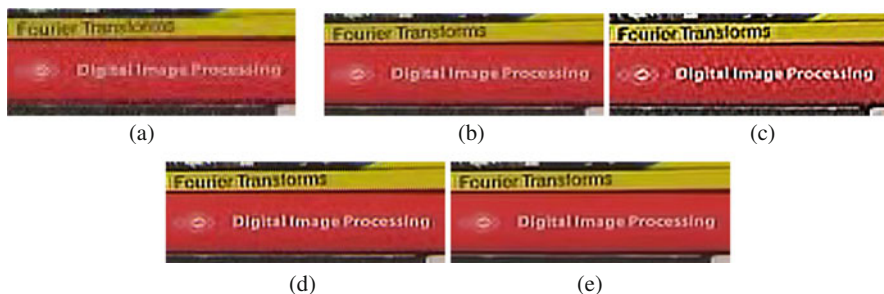 Fourier Transforms
Digital Image Processing
(a)
Fourier Transforms
Digital Image Processing
(b)
Fourier Transforms
Digital Image Processing
(c)
Fourier Transforms
Digital Image Processing
(d)
Fourier Transforms
Digital Image Processing
(e)